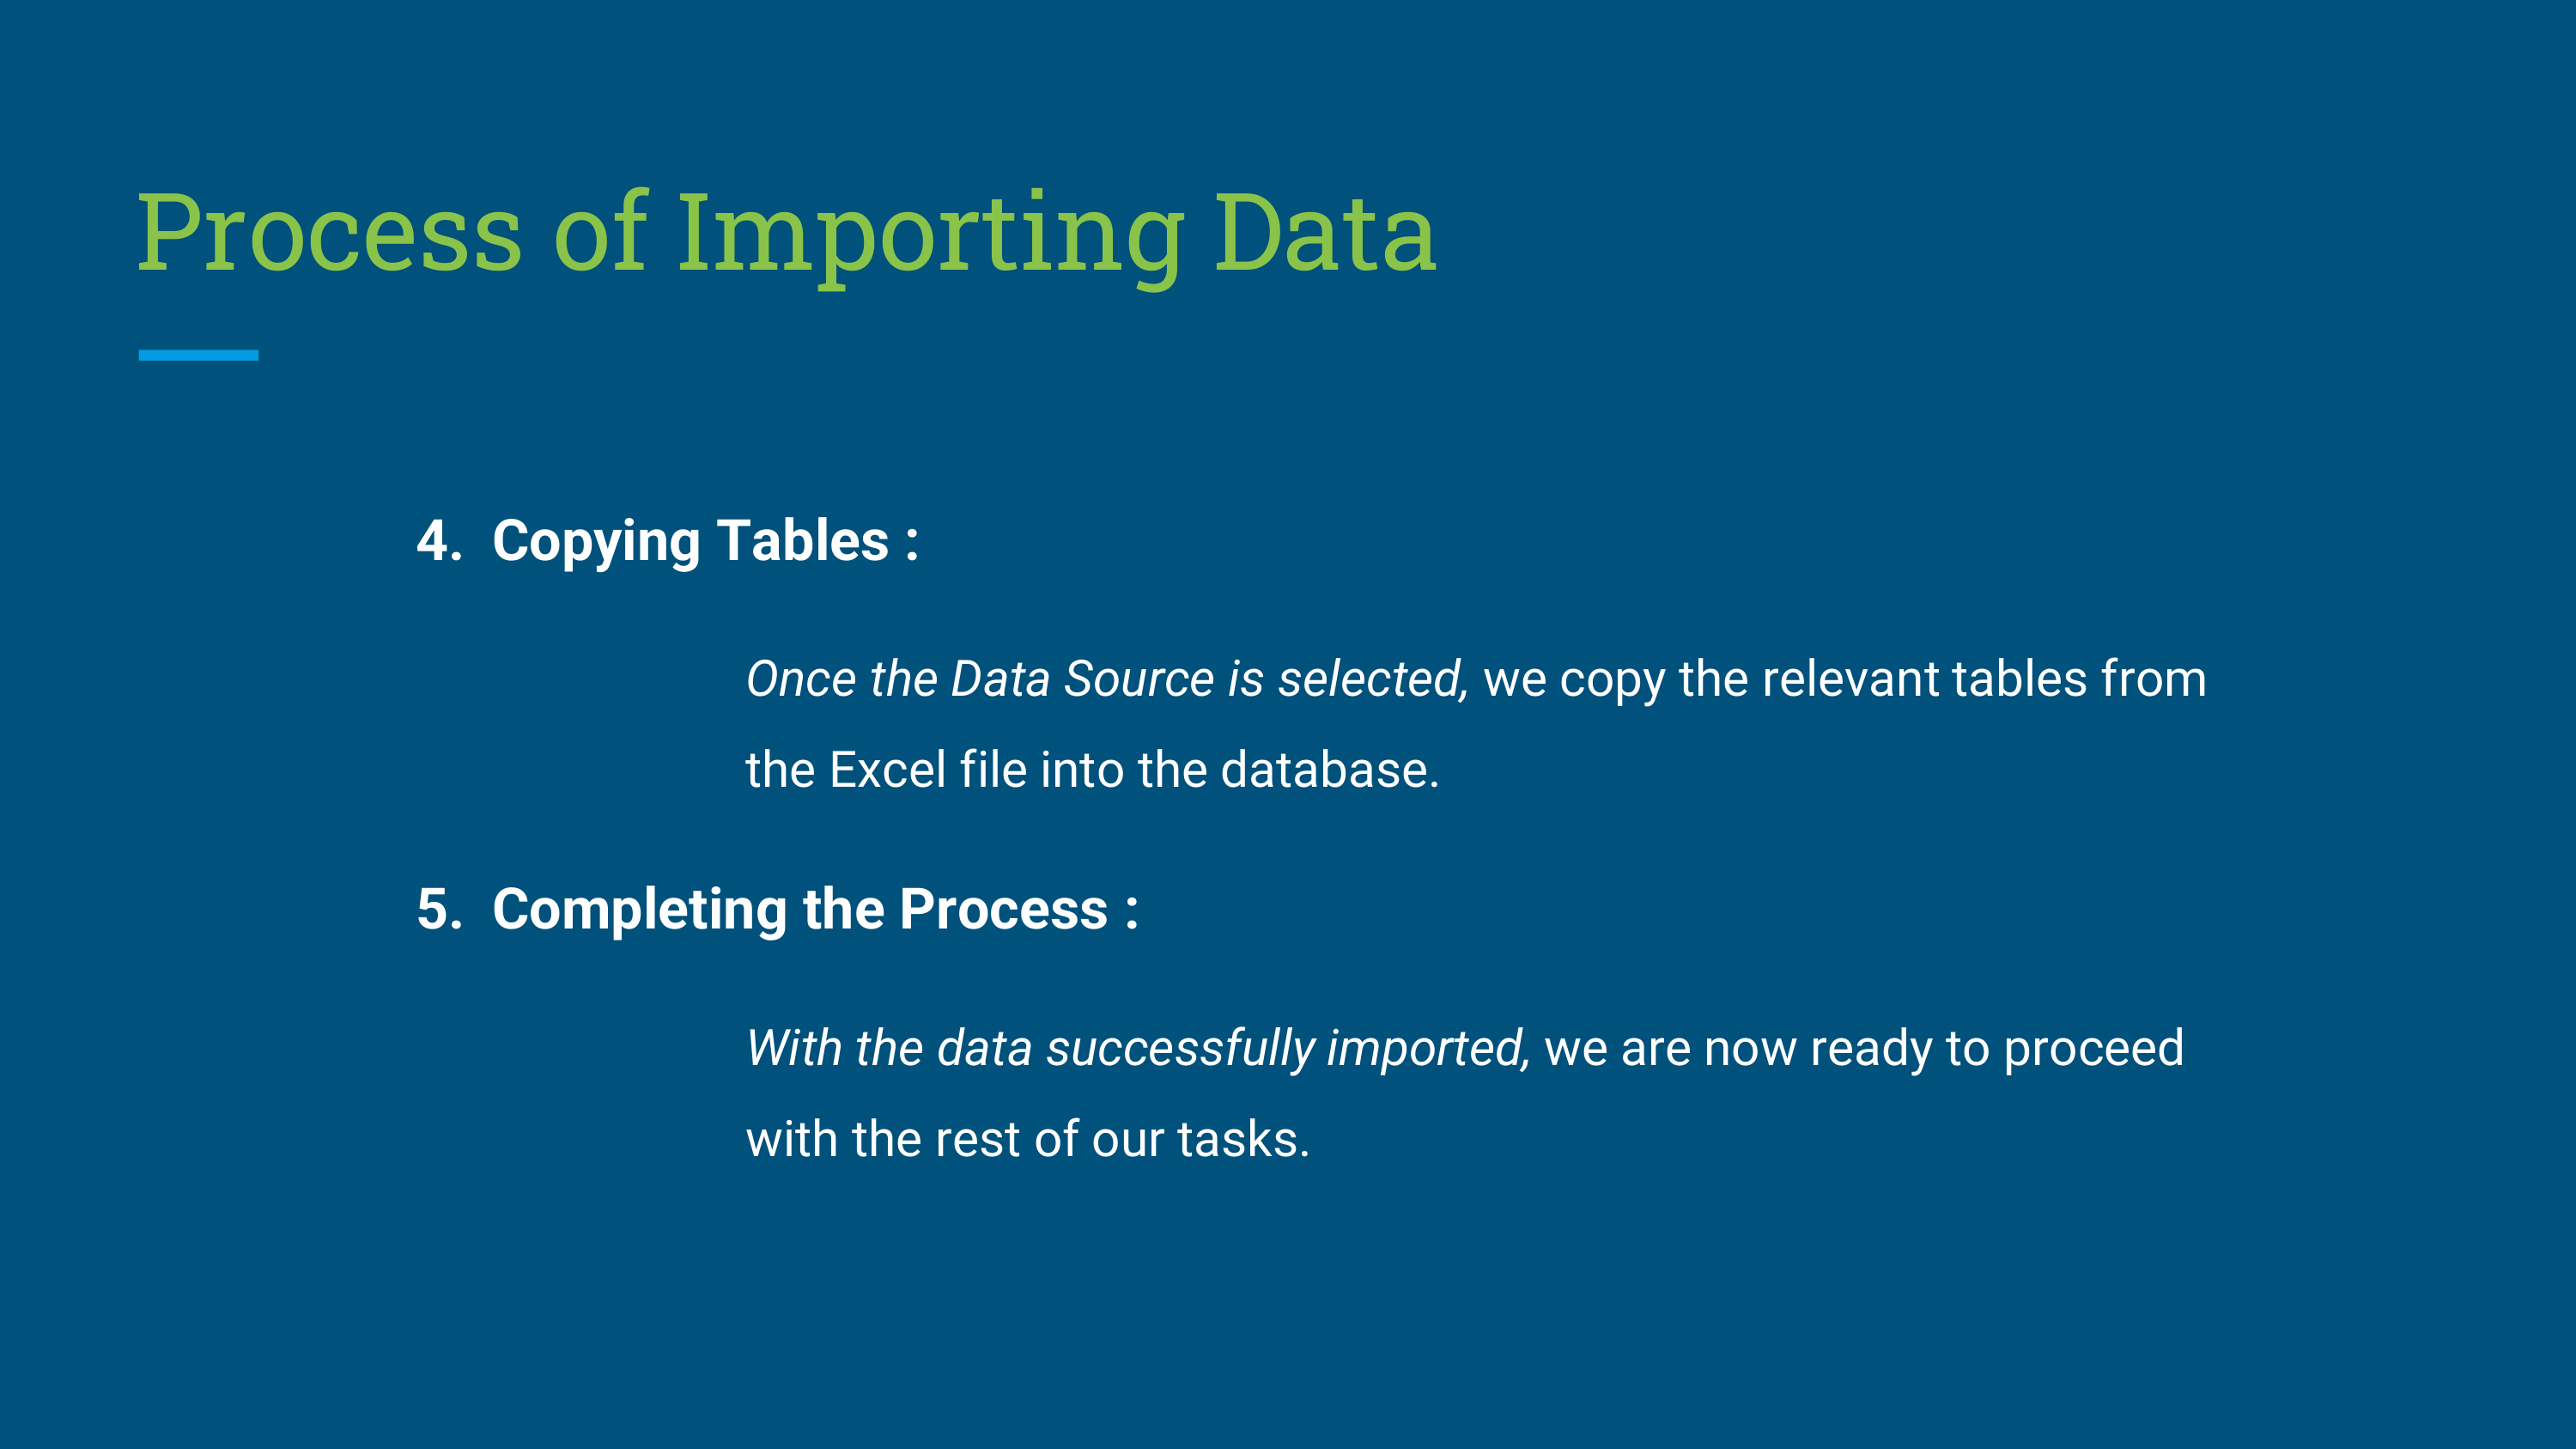 Process of Importing Data
4. Copying Tables :
Once the Data Source is selected, we copy the relevant tables from
the Excel file into the database.
5. Completing the Process :
With the data successfully imported, we are now ready to proceed
with the rest of our tasks.